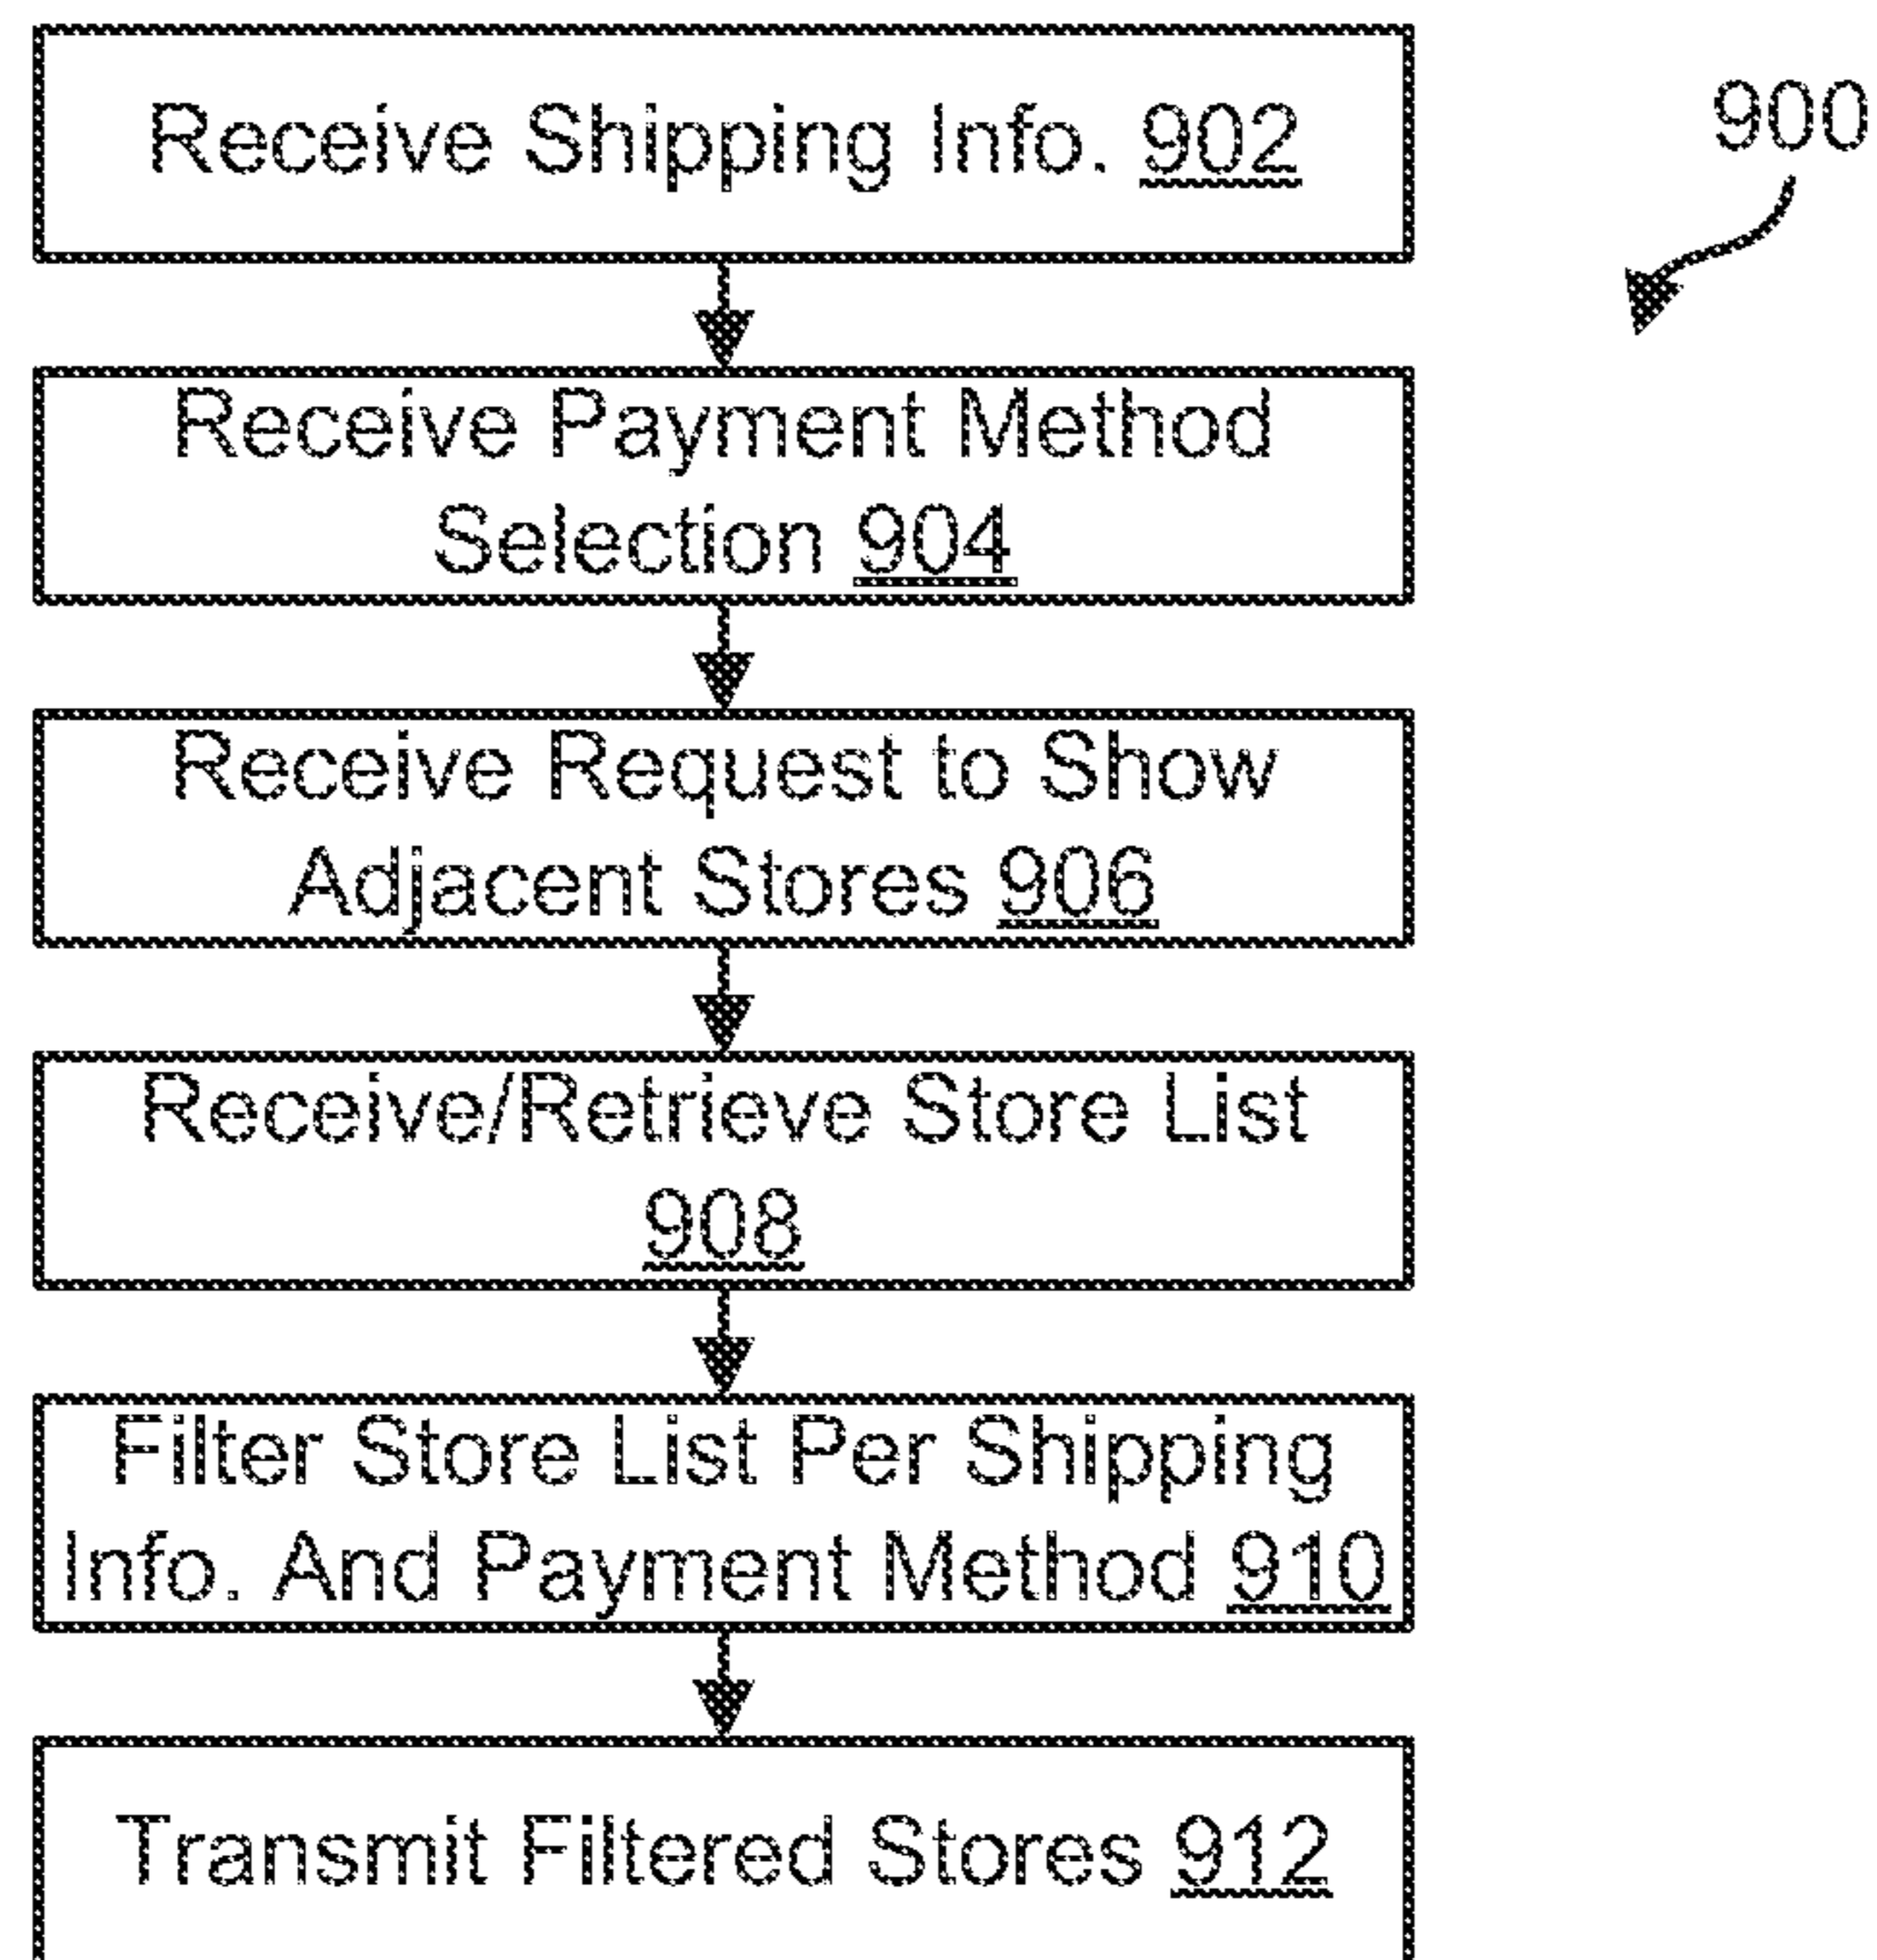 Receive Shipping Info. 902
900
Receive Payment Method
Selection 904
Receive Request to Show
Adjacent Stores 906
Receive/Retrieve Store List
908
Filter Store List Per Shipping
Info. And Payment Method 910
Transmit Filtered Stores 912